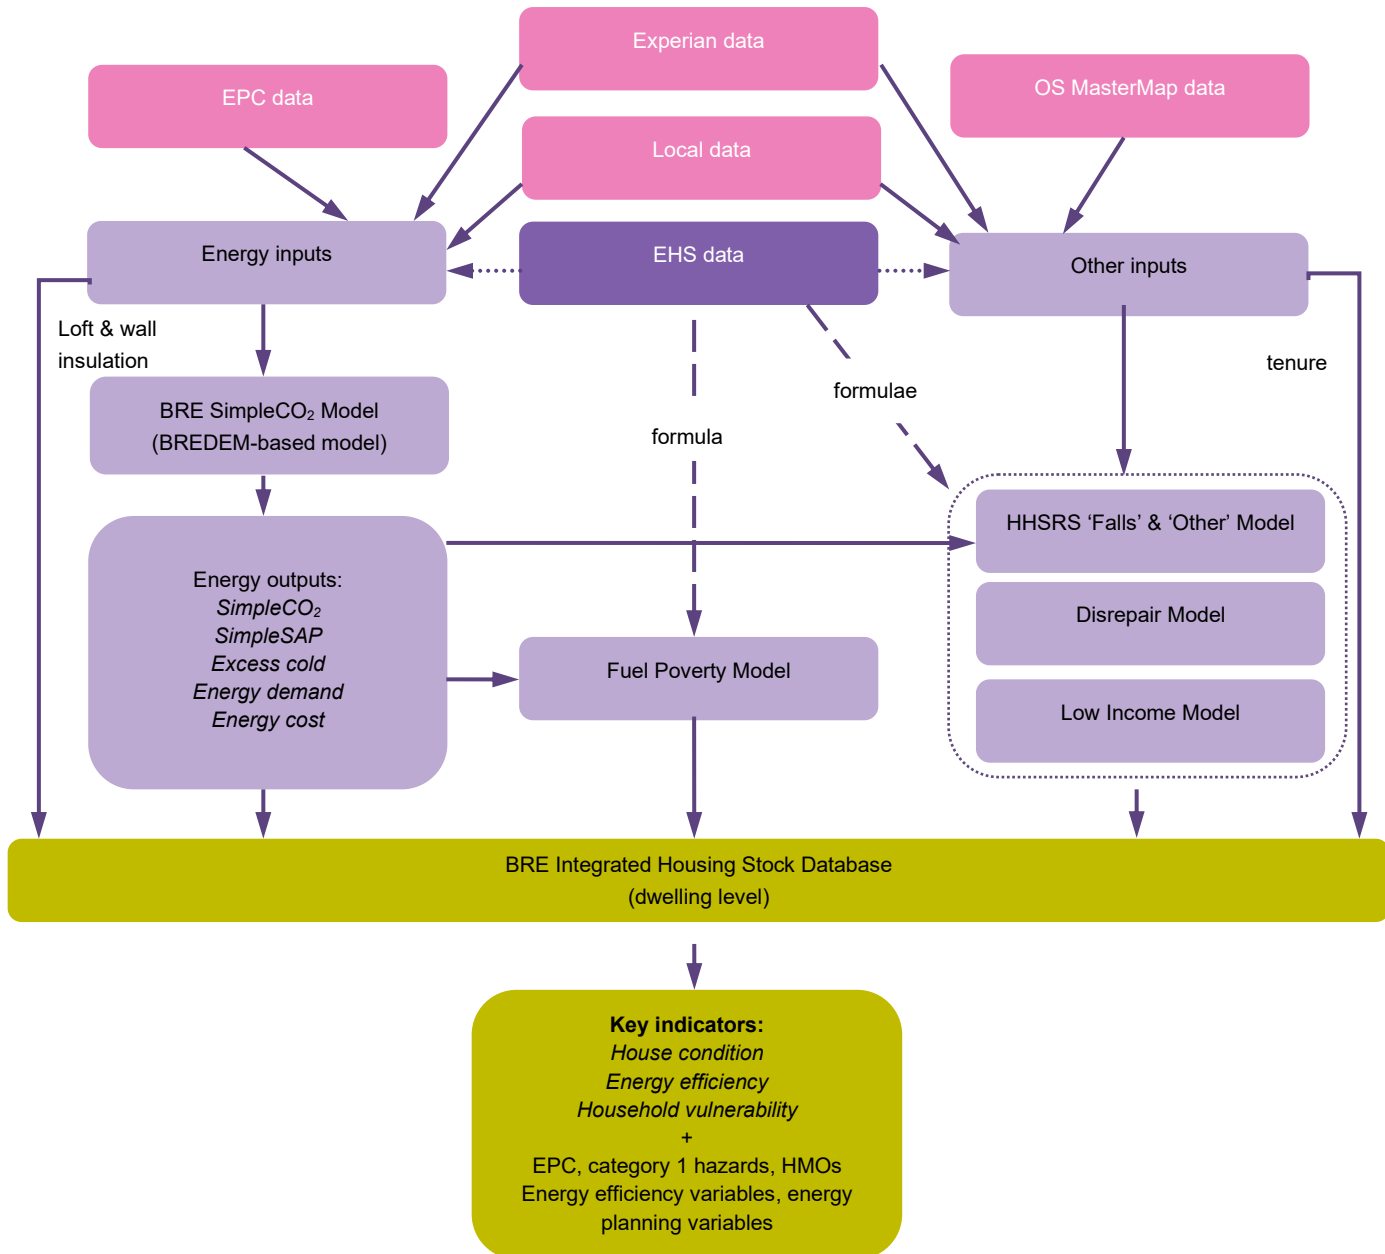 Experian data
EPC data
OS MasterMap data
Local data
Energy inputs
EHS data
Other inputs
Loft & wall
insulation
tenure
BRE SimpleCO₂ Model
(BREDEM-based model)
formulae
formula
HHSRS ‘Falls’ & ‘Other’ Model
Energy outputs:
SimpleCO₂
SimpleSAP
Excess cold
Energy demand
Energy cost
Disrepair Model
Fuel Poverty Model
Low Income Model
BRE Integrated Housing Stock Database
(dwelling level)
Key indicators:
House condition
Energy efficiency
Household vulnerability
+
EPC, category 1 hazards, HMOs
Energy efficiency variables, energy
planning variables